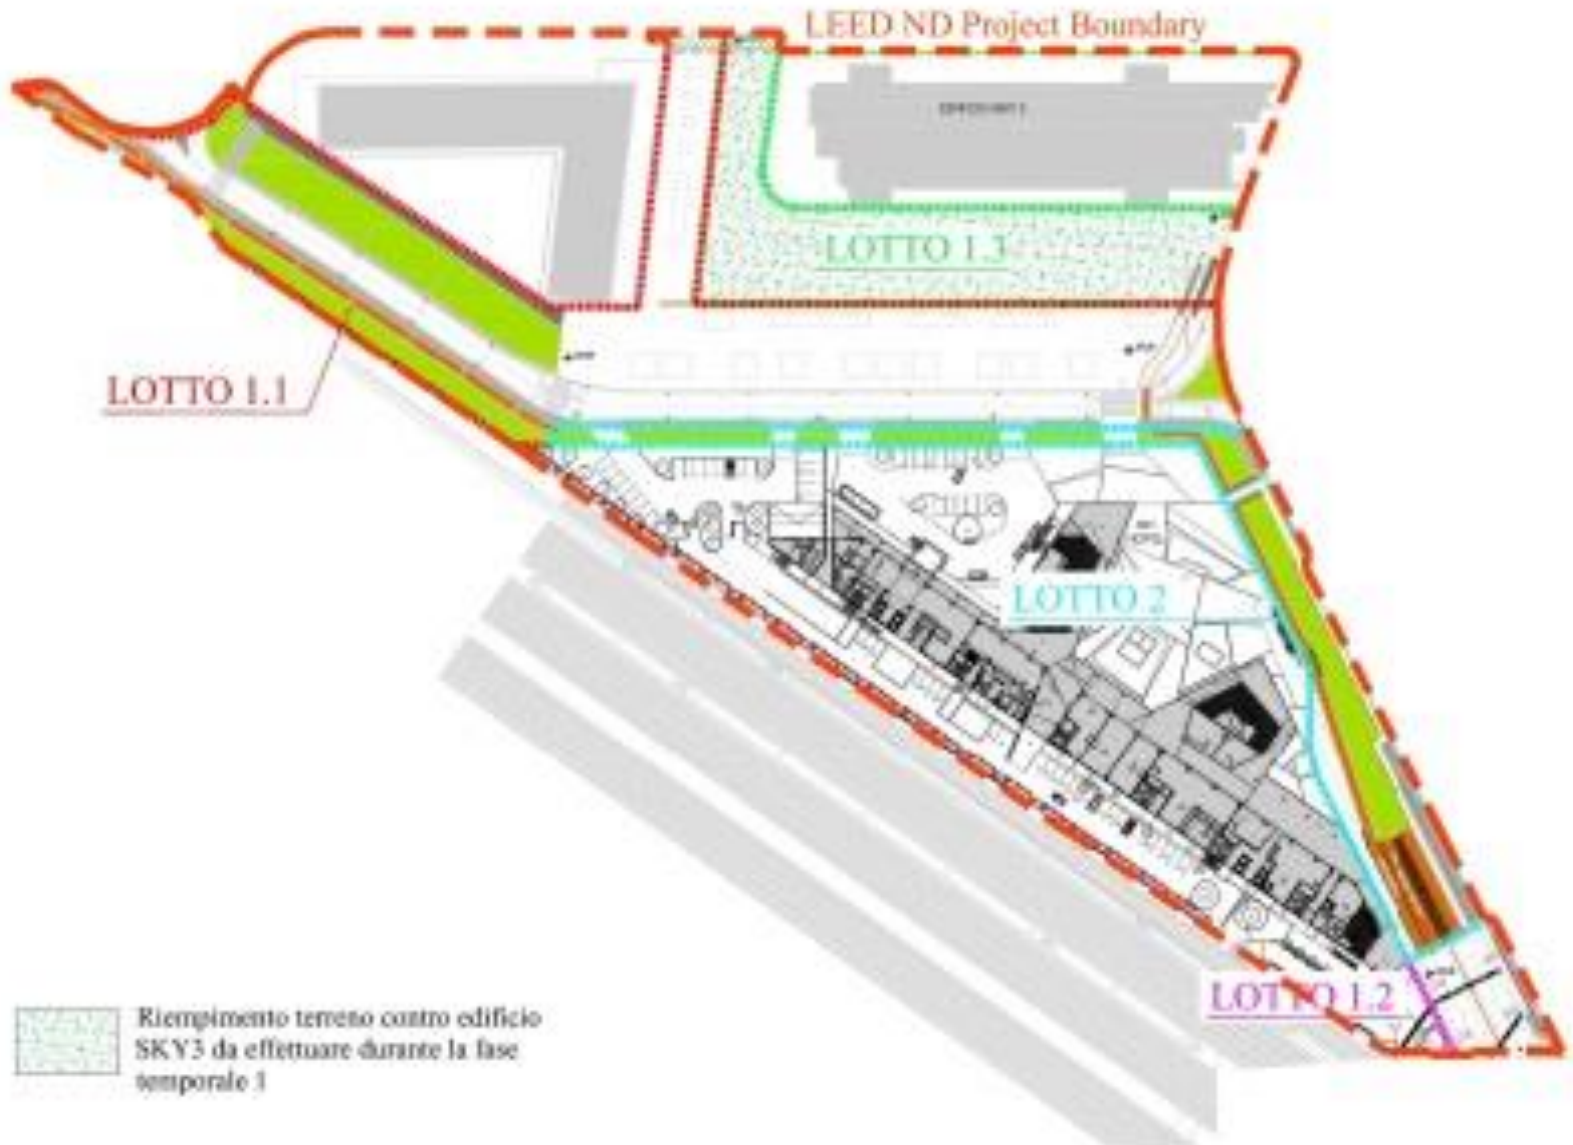 LEED ND Project Boundary
LOTTO 1.3
LOTTO 1.1
LOTTO 2
LOTTO 1.2
Riempimento terreno contro edificio
SKY3 da effettuare durante la fase
temporale 1